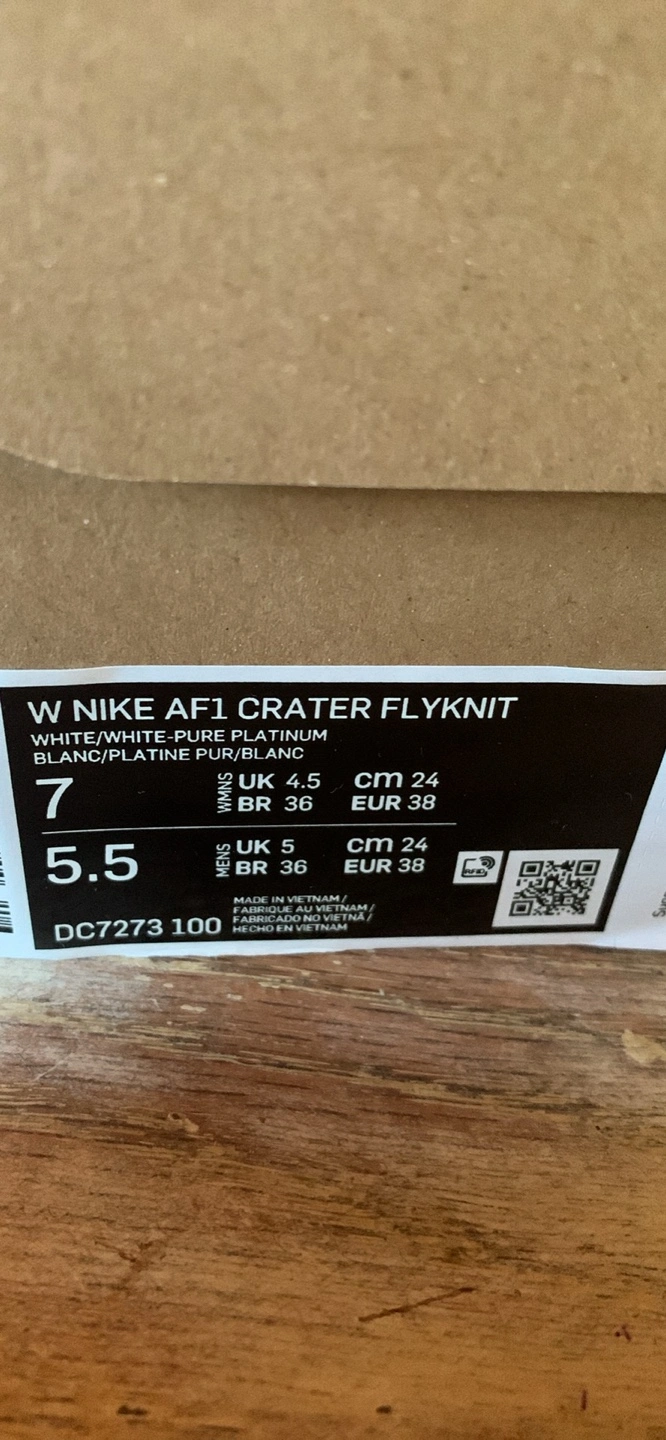 W NIKE AF1 CRATER FLYKNIT
WHITE/WHITE-PURE PLATINUM
BLANC/PLATINE PUR/BLANC
7 WMNS UK 4.5 cm 24
BR 36 EUR 38
5.5 MENS UK 5 cm 24
BR 36 EUR 38
RFID
DC7273 100
MADE IN VIETNAM /
FABRIQUE AU VIETNAM /
FABRICADO NO VIETNÃ /
HECHO EN VIETNAM